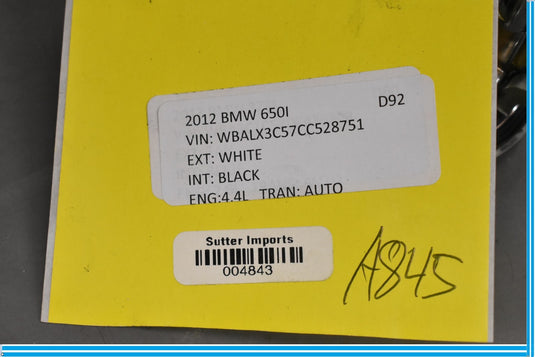 2012 BMW 650I D92
VIN: WBALX3C57CC528751
EXT: WHITE
INT: BLACK
ENG:4.4L TRAN: AUTO
Sutter Imports
004843
A845